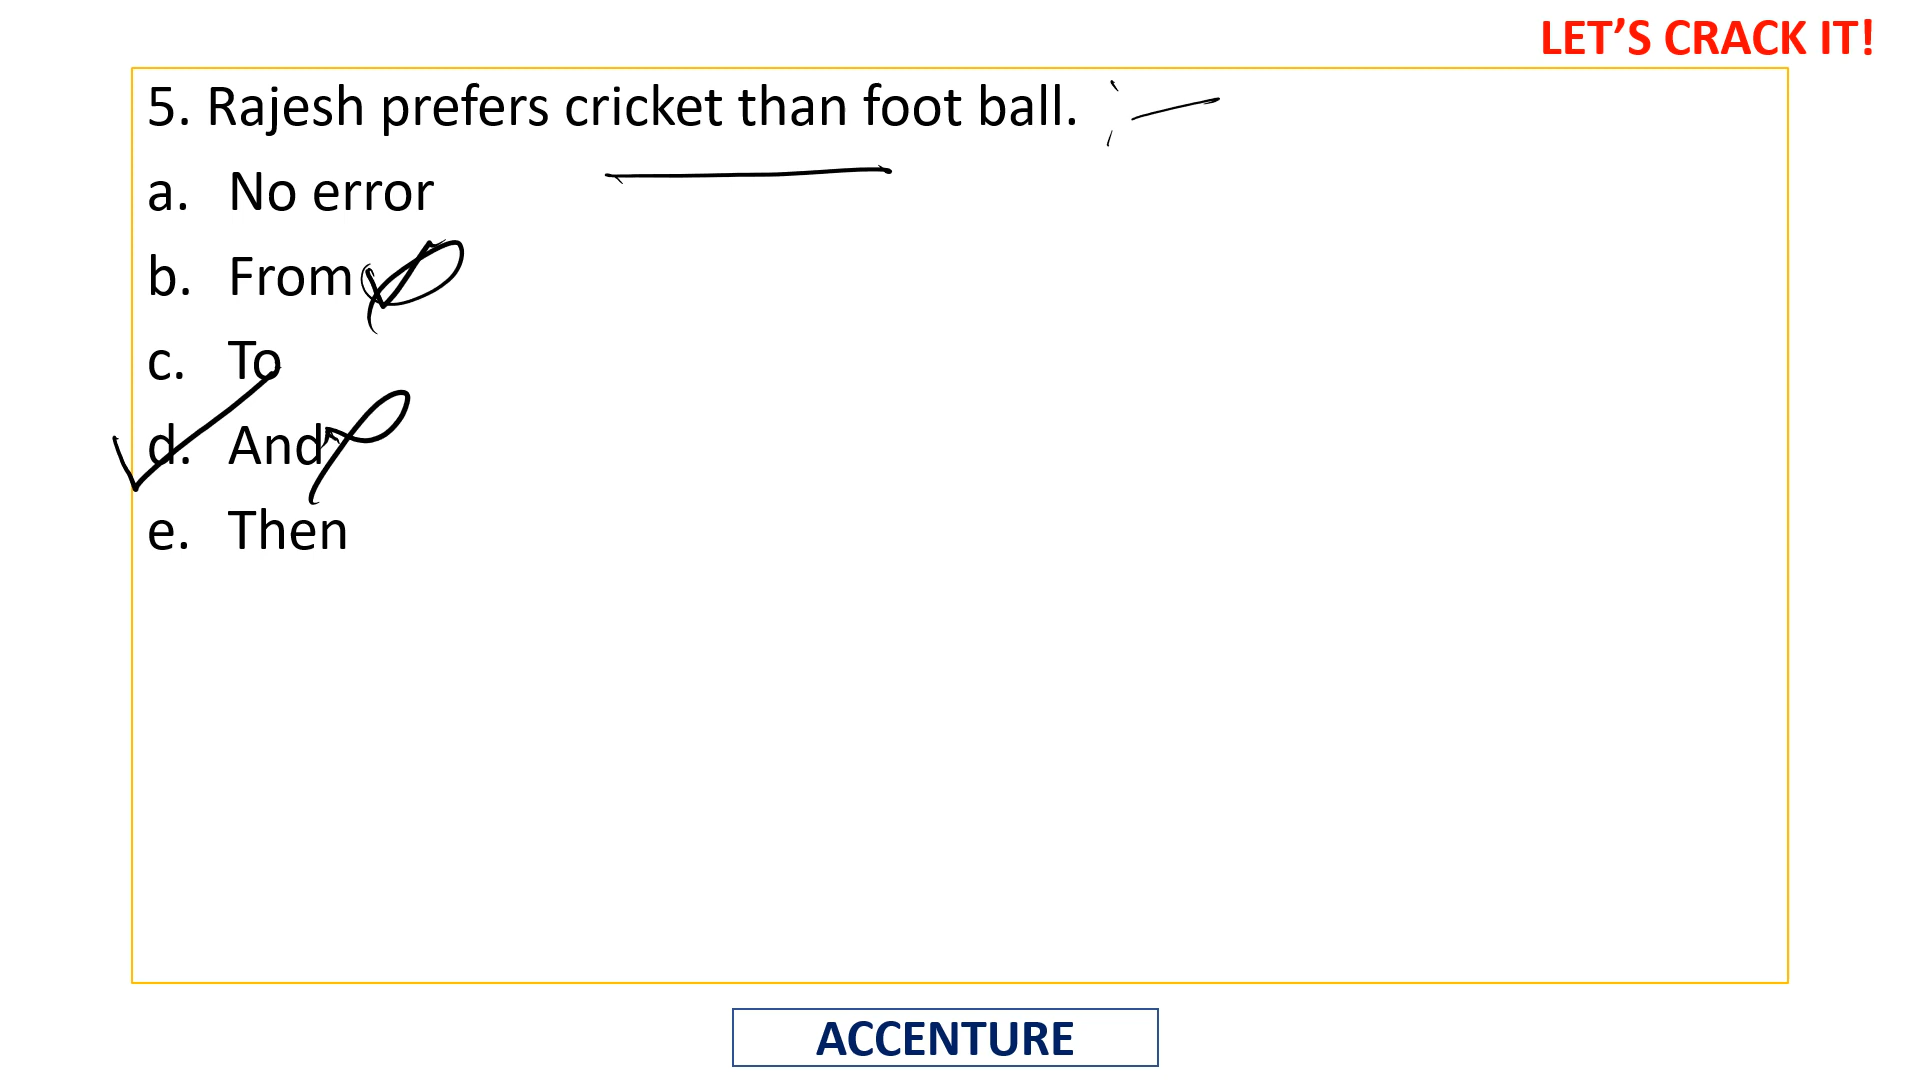 LET’S CRACK IT!
5. Rajesh prefers cricket than foot ball.
a. No error
b. From
c. To
d. And
e. Then
ACCENTURE